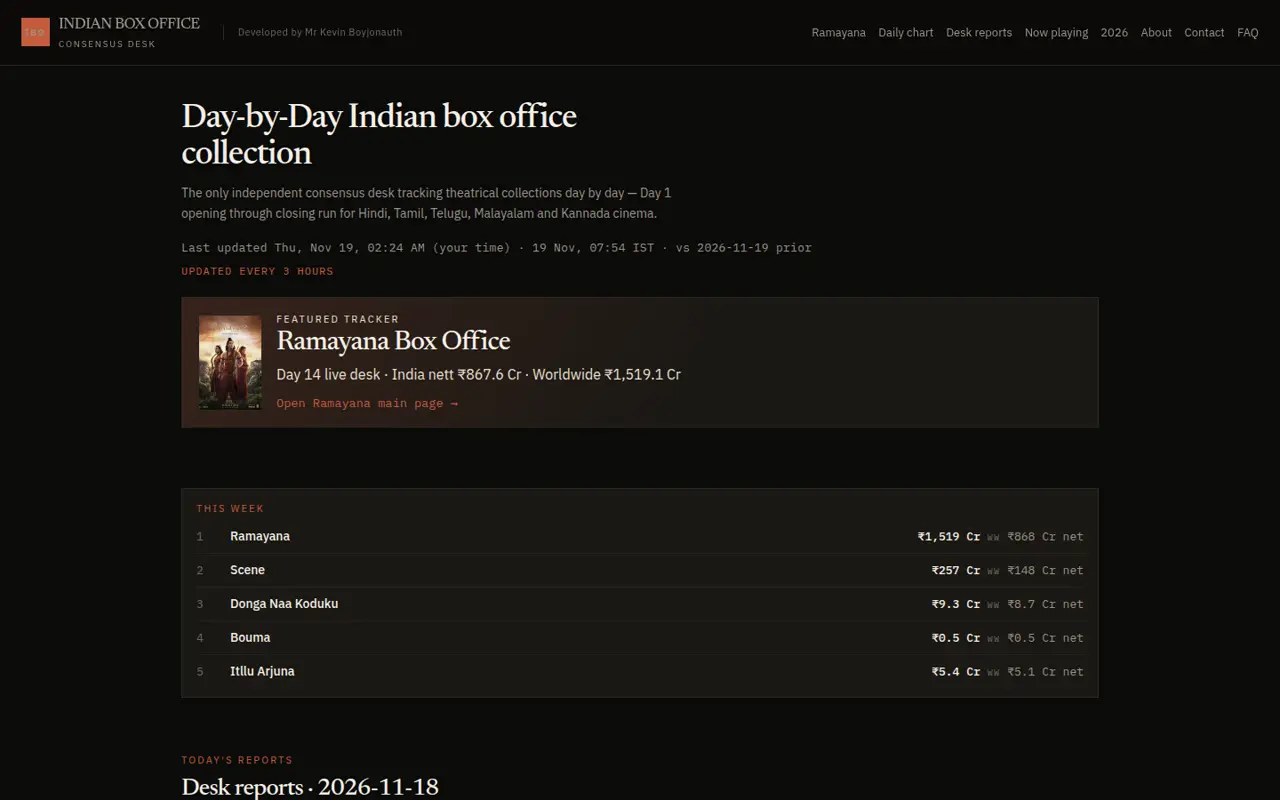 IBO
INDIAN BOX OFFICE
CONSENSUS DESK
Developed by Mr Kevin Boyjonauth
Ramayana Daily chart Desk reports Now playing 2026 About Contact FAQ
Day-by-Day Indian box office
collection
The only independent consensus desk tracking theatrical collections day by day — Day 1
opening through closing run for Hindi, Tamil, Telugu, Malayalam and Kannada cinema.
Last updated Thu, Nov 19, 02:24 AM (your time) · 19 Nov, 07:54 IST · vs 2026-11-19 prior
UPDATED EVERY 3 HOURS
FEATURED TRACKER
Ramayana Box Office
Day 14 live desk · India nett ₹867.6 Cr · Worldwide ₹1,519.1 Cr
Open Ramayana main page →
THIS WEEK
1 Ramayana ₹1,519 Cr WW ₹868 Cr net
2 Scene ₹257 Cr WW ₹148 Cr net
3 Donga Naa Koduku ₹9.3 Cr WW ₹8.7 Cr net
4 Bouma ₹0.5 Cr WW ₹0.5 Cr net
5 Itllu Arjuna ₹5.4 Cr WW ₹5.1 Cr net
TODAY'S REPORTS
Desk reports · 2026-11-18